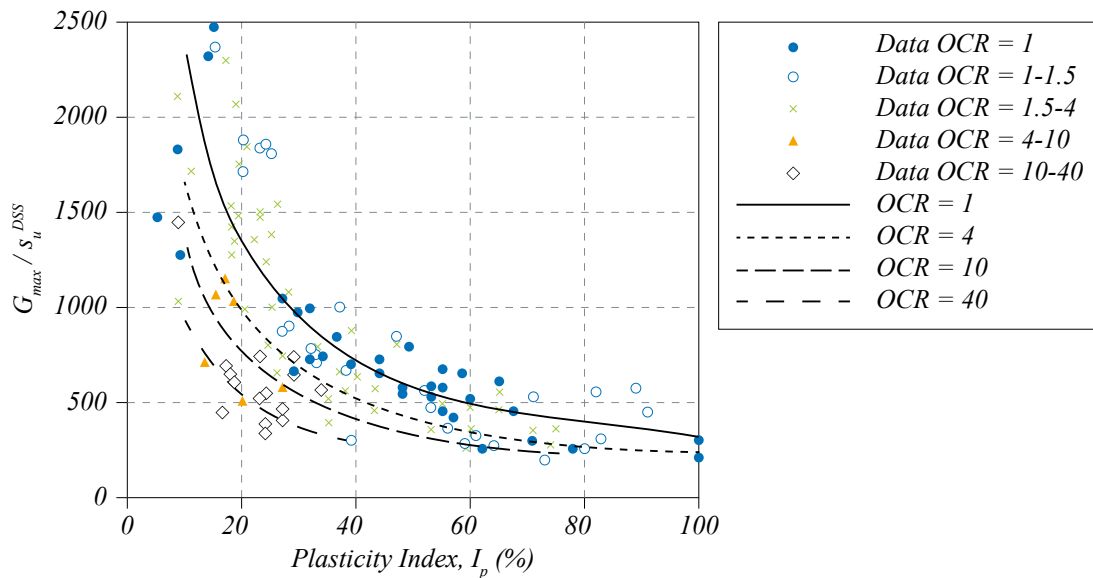 2500
2000
1500
1000
500
0
G_max / s_u^DSS
0 20 40 60 80 100
Plasticity Index, I_p (%)
Data OCR = 1
Data OCR = 1-1.5
Data OCR = 1.5-4
Data OCR = 4-10
Data OCR = 10-40
OCR = 1
OCR = 4
OCR = 10
OCR = 40